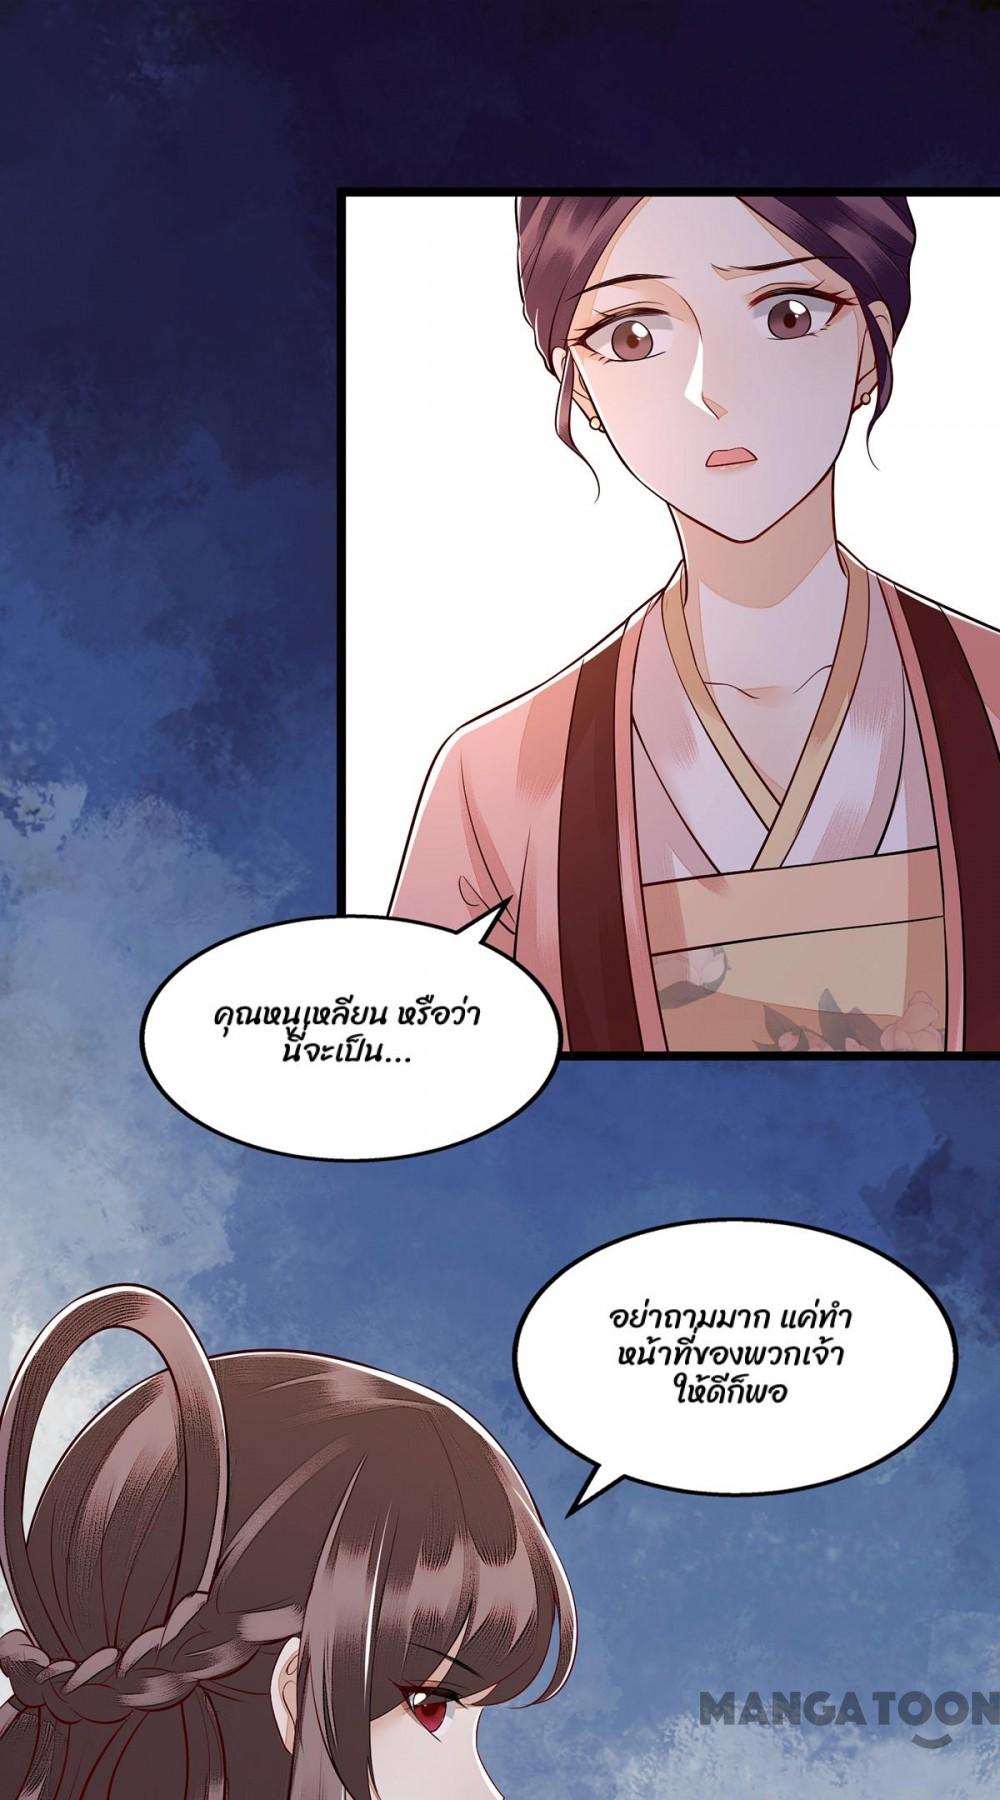 คุณหนูเหลียน หรือว่า
นี่จะเป็น...
อย่าถามมาก แค่ทำ
หน้าที่ของพวกเจ้า
ให้ดีก็พอ
MANGATOON